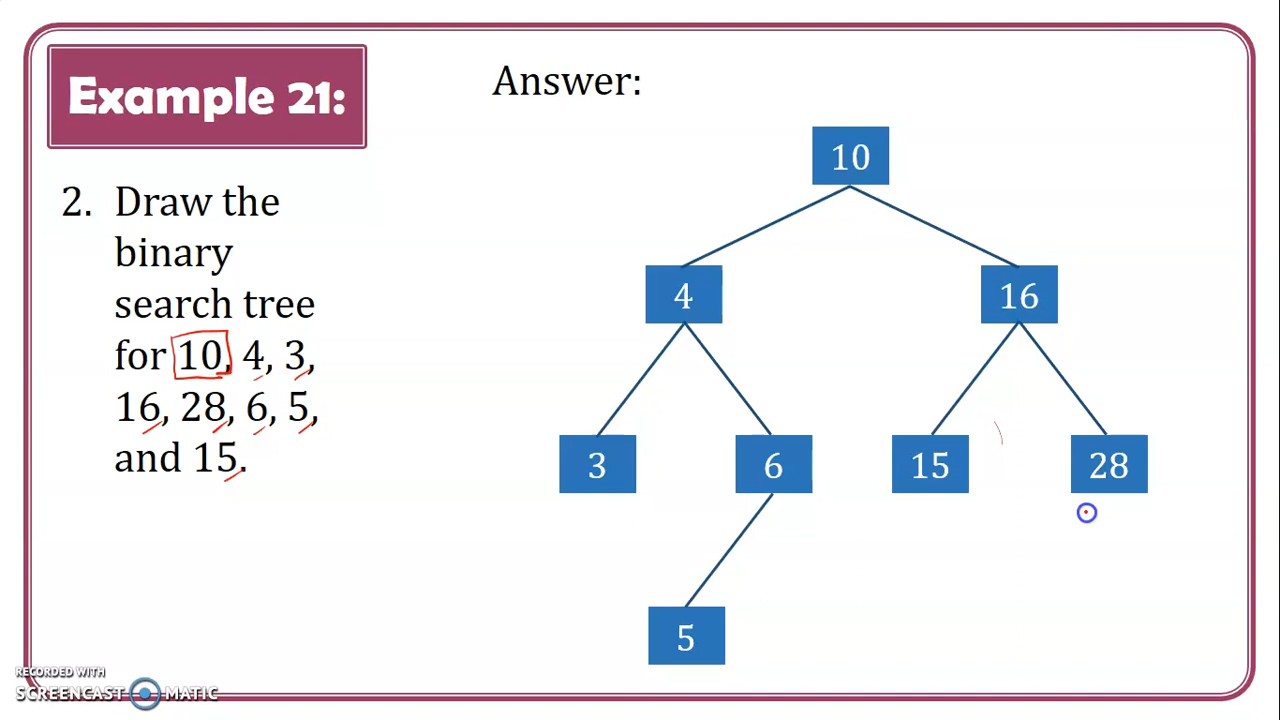 Example 21:
Answer:
2. Draw the
binary
search tree
for 10, 4, 3,
16, 28, 6, 5,
and 15.
10
4
16
3
6
15
28
5
RECORDED WITH
SCREENCAST MATIC